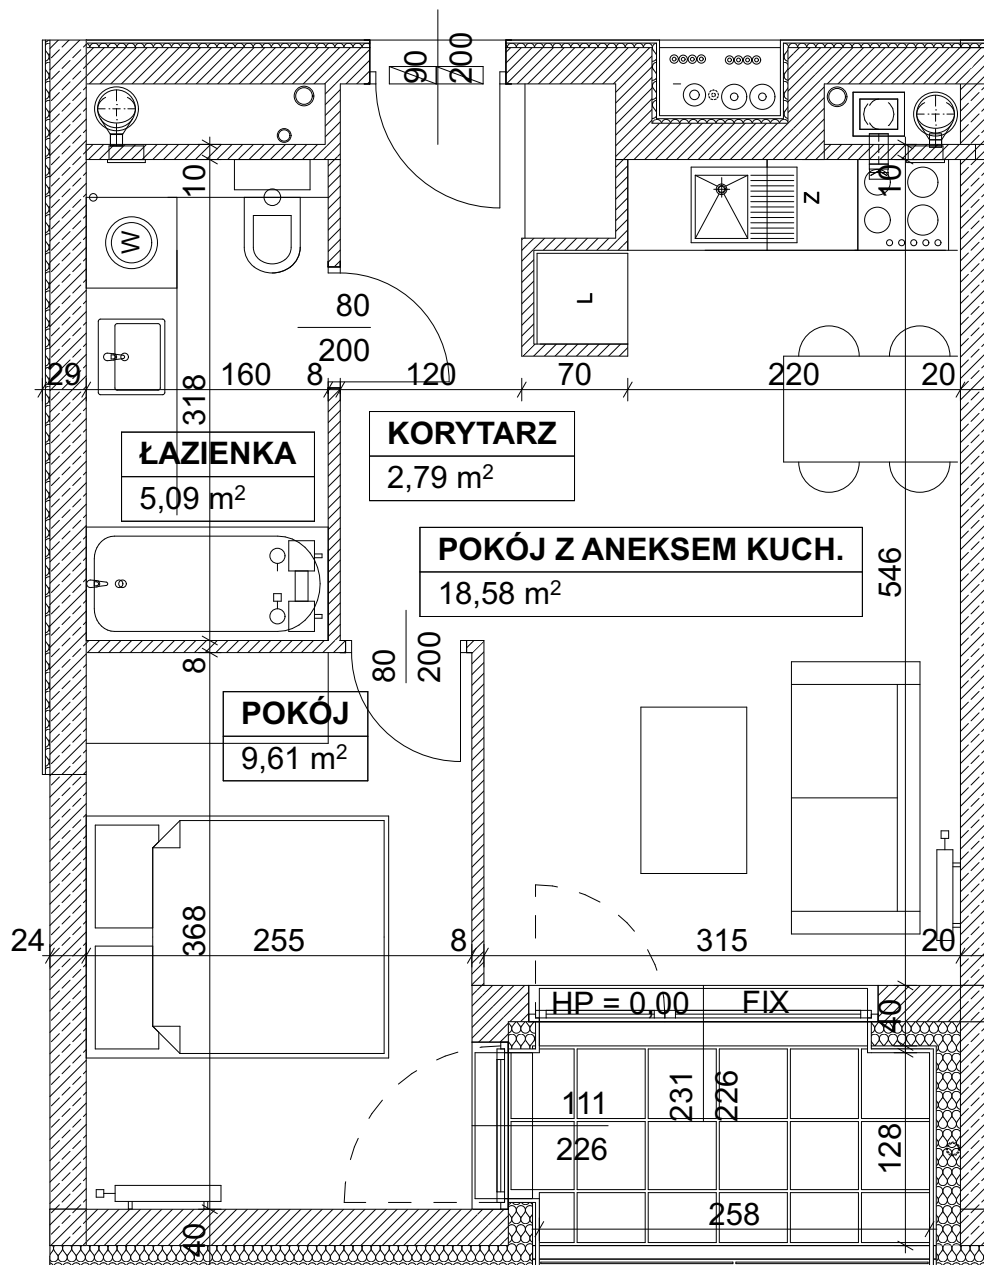 90
200
10
10
Z
W
L
80
200
29
160
8
120
70
220
20
318
KORYTARZ
2,79 m²
ŁAZIENKA
5,09 m²
POKÓJ Z ANEKSEM KUCH.
18,58 m²
546
80
200
8
POKÓJ
9,61 m²
24
368
255
8
315
20
HP = 0,00 FIX
40
111
226
231
226
128
258
40